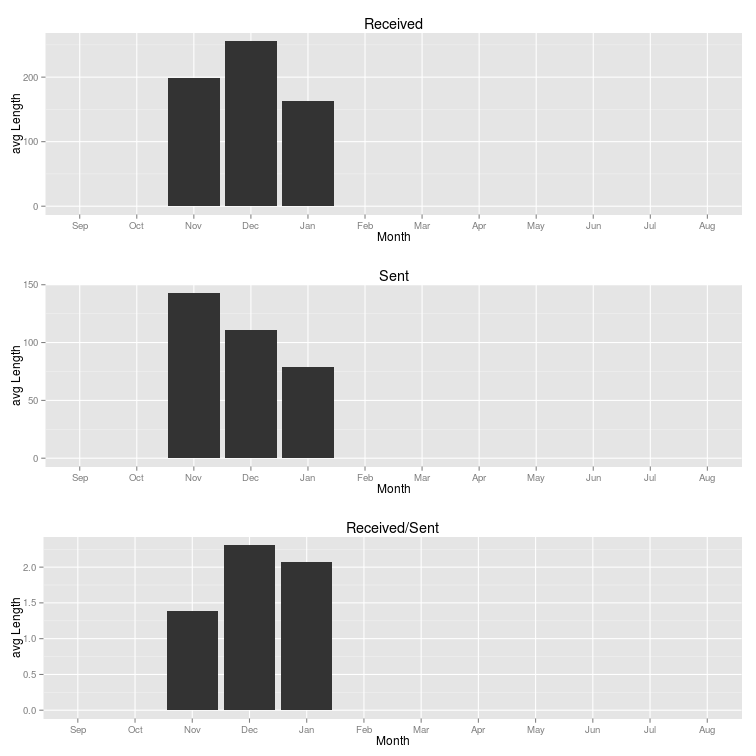 Received
avg Length
200
100
0
Sep Oct Nov Dec Jan Feb Mar Apr May Jun Jul Aug
Month
Sent
avg Length
150
100
50
0
Sep Oct Nov Dec Jan Feb Mar Apr May Jun Jul Aug
Month
Received/Sent
avg Length
2.0
1.5
1.0
0.5
0.0
Sep Oct Nov Dec Jan Feb Mar Apr May Jun Jul Aug
Month